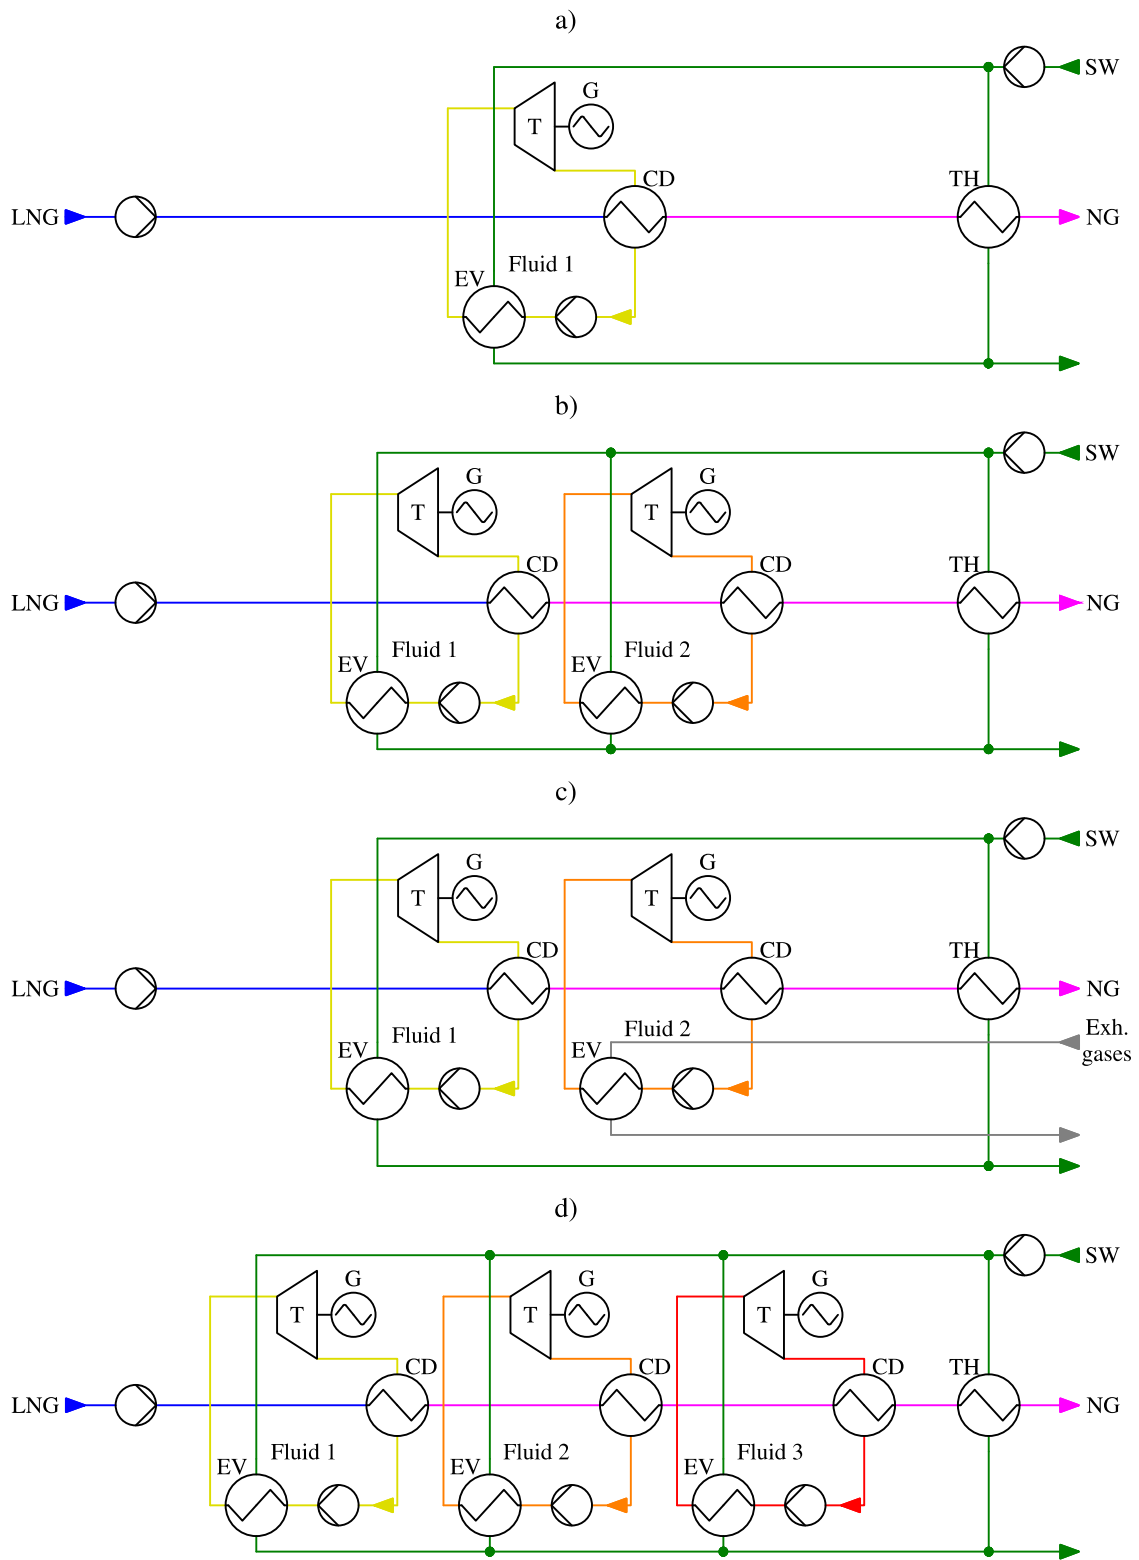 a)
SW
G
T
CD
TH
LNG
NG
Fluid 1
EV
b)
SW
G
G
T
T
CD
CD
TH
LNG
NG
Fluid 1
Fluid 2
EV
EV
c)
SW
G
G
T
T
CD
CD
TH
LNG
NG
Fluid 1
Fluid 2
Exh.
gases
EV
EV
d)
SW
G
G
G
T
T
T
CD
CD
CD
TH
LNG
NG
Fluid 1
Fluid 2
Fluid 3
EV
EV
EV